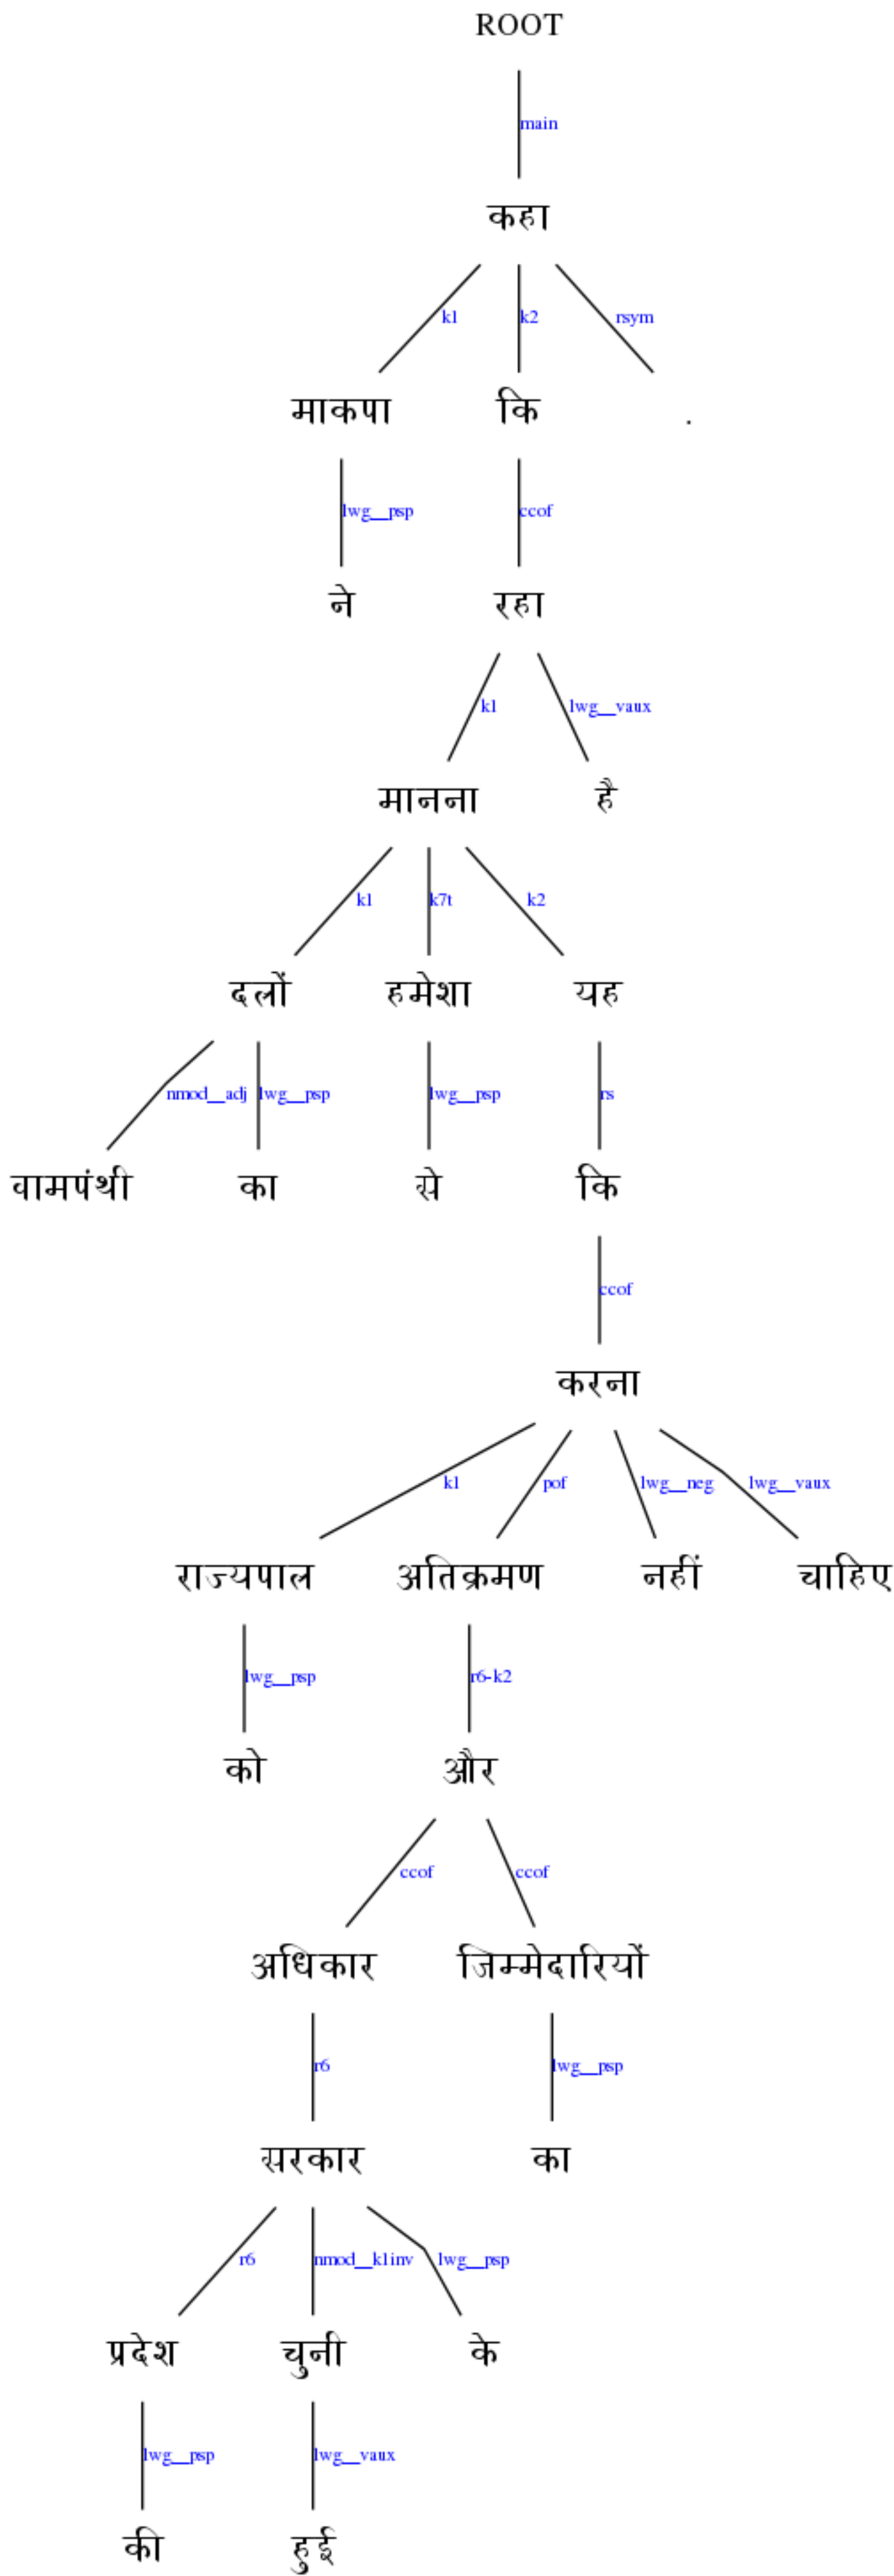 ROOT
main
कहा
k1 k2 rsym
माकपा कि .
lwg__psp ccof
ने रहा
k1 lwg__vaux
मानना है
k1 k7t k2
दलों हमेशा यह
nmod__adj lwg__psp lwg__psp rs
वामपंथी का से कि
ccof
करना
k1 pof lwg__neg lwg__vaux
राज्यपाल अतिक्रमण नहीं चाहिए
lwg__psp r6-k2
को और
ccof ccof
अधिकार जिम्मेदारियों
r6 lwg__psp
सरकार का
r6 nmod__k1inv lwg__psp
प्रदेश चुनी के
lwg__psp lwg__vaux
की हुई